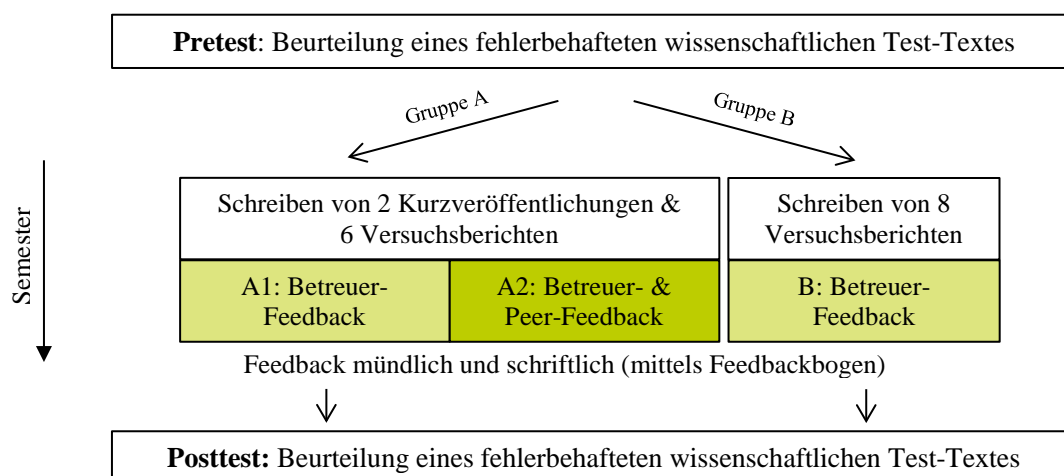 Pretest: Beurteilung eines fehlerbehafteten wissenschaftlichen Test-Textes
Gruppe A
Gruppe B
Semester
Schreiben von 2 Kurzveröffentlichungen &
6 Versuchsberichten
Schreiben von 8
Versuchsberichten
A1: Betreuer-
Feedback
A2: Betreuer- &
Peer-Feedback
B: Betreuer-
Feedback
Feedback mündlich und schriftlich (mittels Feedbackbogen)
Posttest: Beurteilung eines fehlerbehafteten wissenschaftlichen Test-Textes